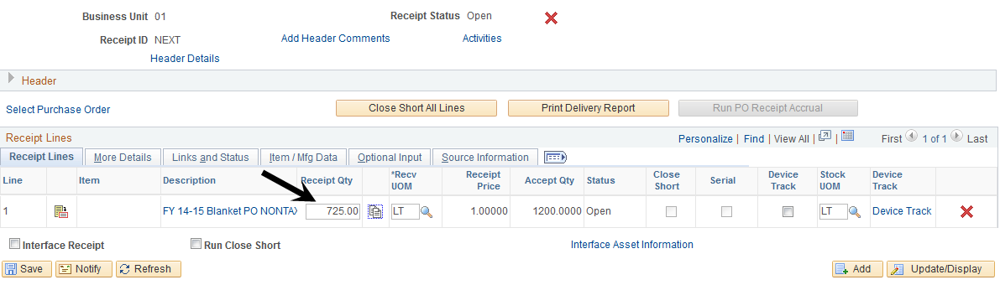 Business Unit 01 Receipt Status Open
Receipt ID NEXT Add Header Comments Activities
Header Details
Header
Select Purchase Order Close Short All Lines Print Delivery Report Run PO Receipt Accrual
Receipt Lines Personalize | Find | View All | | First 1 of 1 Last
Receipt Lines More Details Links and Status Item / Mfg Data Optional Input Source Information
Line Item Description Receipt Qty *Recv UOM Receipt Price Accept Qty Status Close Short Serial Device Track Stock UOM Device Track
1 FY 14-15 Blanket PO NONTAX 725.00 LT 1.00000 1200.0000 Open LT Device Track
Interface Receipt Run Close Short Interface Asset Information
Save Notify Refresh Add Update/Display